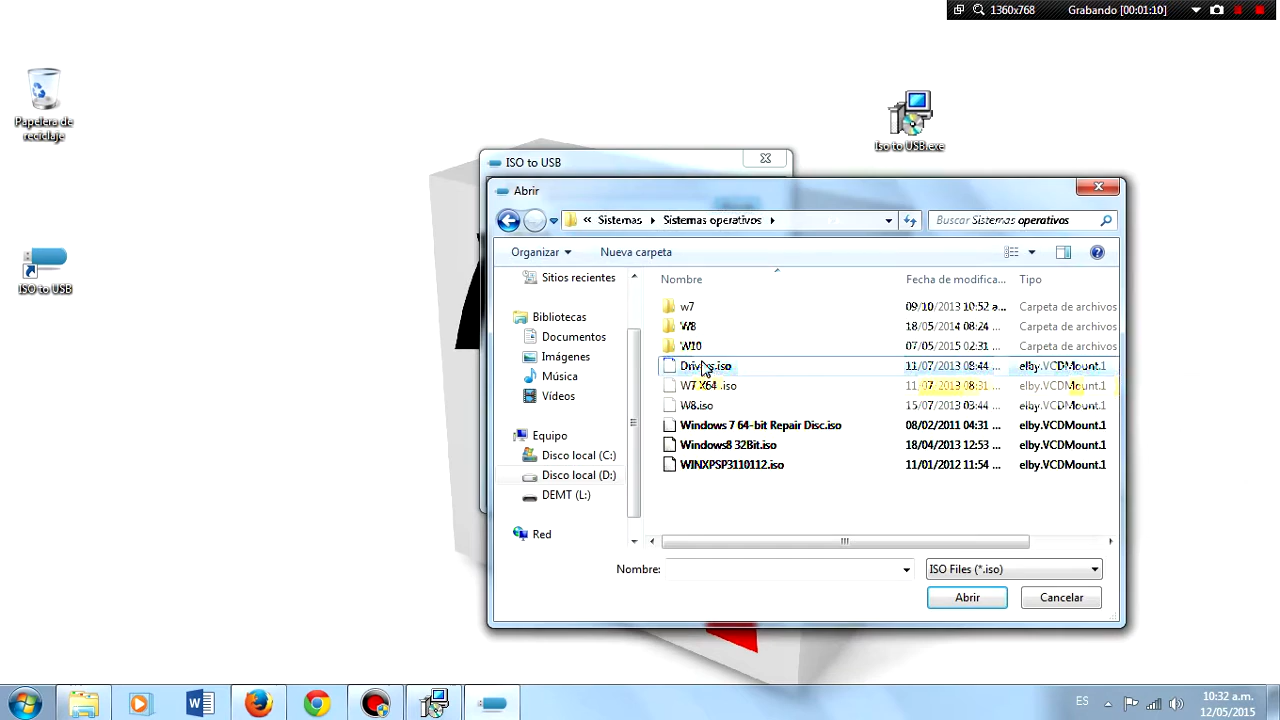 1360x768 Grabando [00:01:10]
Papelera de reciclaje
Iso to USB.exe
ISO to USB
ISO to USB
Abrir
« Sistemas Sistemas operativos
Buscar Sistemas operativos
Organizar Nueva carpeta
Sitios recientes
Bibliotecas
Documentos
Imágenes
Música
Vídeos
Equipo
Disco local (C:)
Disco local (D:)
DEMT (L:)
Red
Nombre Fecha de modifica... Tipo
w7 09/10/2013 10:52 a... Carpeta de archivos
W8 18/05/2014 08:24 ... Carpeta de archivos
W10 07/05/2015 02:31 ... Carpeta de archivos
Drivers.iso 11/07/2013 08:44 ... elby.VCDMount.1
W7 X64 .iso 11/07/2013 08:31 ... elby.VCDMount.1
W8.iso 15/07/2013 03:44 ... elby.VCDMount.1
Windows 7 64-bit Repair Disc.iso 08/02/2011 04:31 ... elby.VCDMount.1
Windows8 32Bit.iso 18/04/2013 12:53 ... elby.VCDMount.1
WINXPSP3110112.iso 11/01/2012 11:54 ... elby.VCDMount.1
Nombre: ISO Files (*.iso)
Abrir Cancelar
ES
10:32 a.m.
12/05/2015